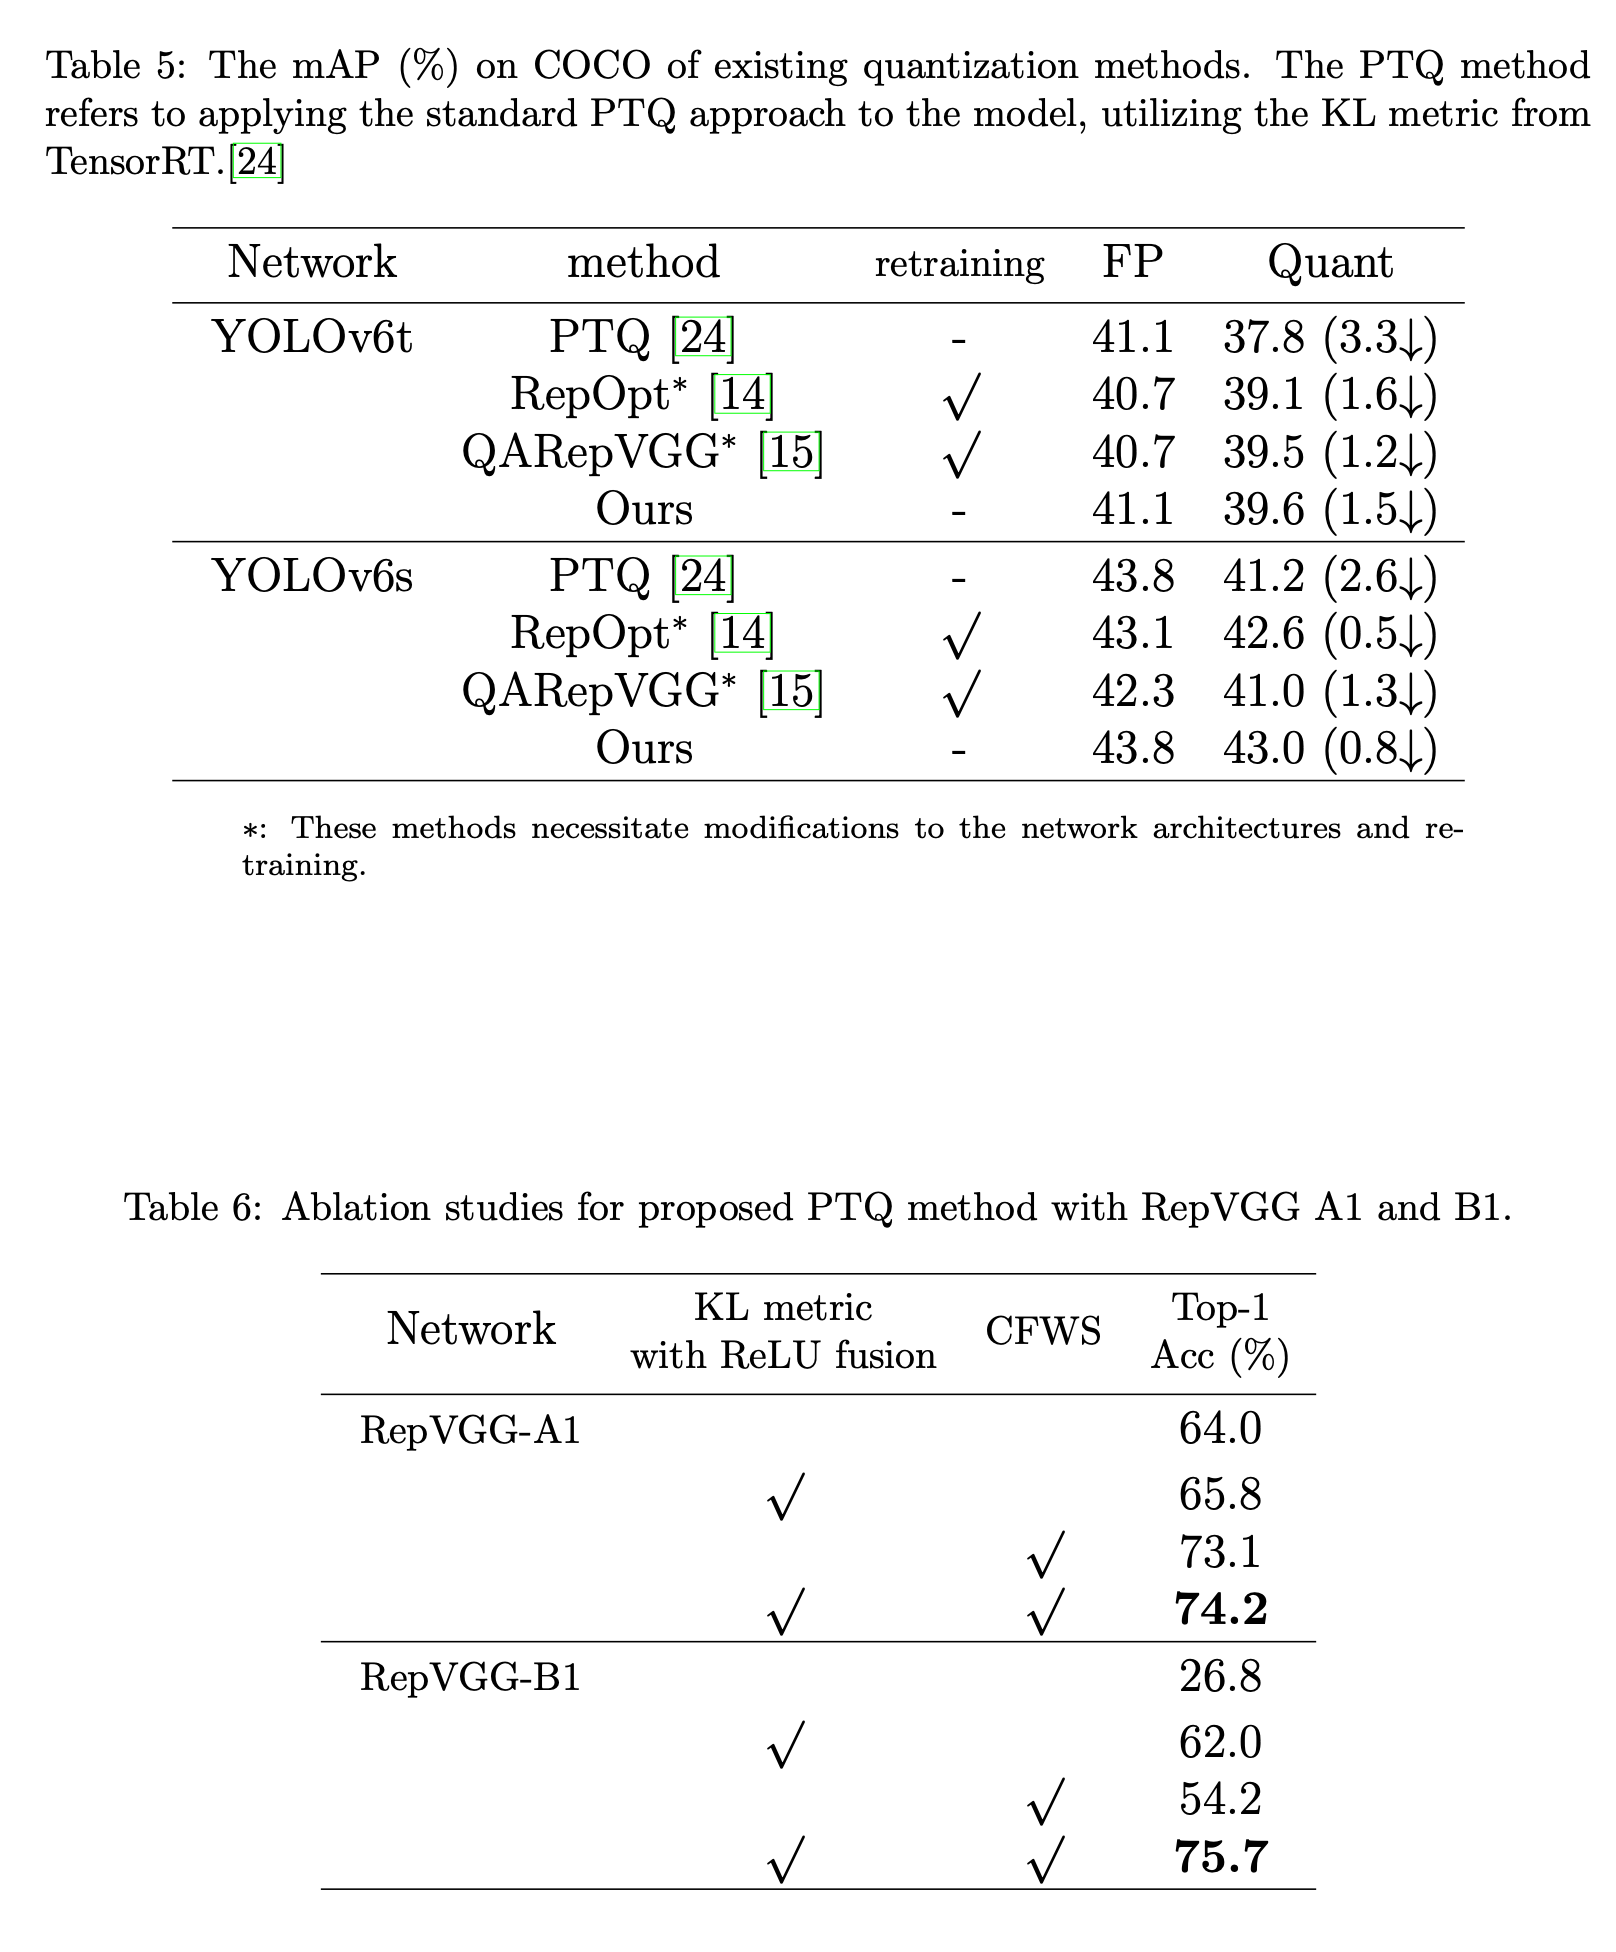 Table 5: The mAP (%) on COCO of existing quantization methods. The PTQ method
refers to applying the standard PTQ approach to the model, utilizing the KL metric from
TensorRT.[24]
Network method retraining FP Quant
YOLOv6t PTQ [24] - 41.1 37.8 (3.3↓)
RepOpt* [14] √ 40.7 39.1 (1.6↓)
QARepVGG* [15] √ 40.7 39.5 (1.2↓)
Ours - 41.1 39.6 (1.5↓)
YOLOv6s PTQ [24] - 43.8 41.2 (2.6↓)
RepOpt* [14] √ 43.1 42.6 (0.5↓)
QARepVGG* [15] √ 42.3 41.0 (1.3↓)
Ours - 43.8 43.0 (0.8↓)
*: These methods necessitate modifications to the network architectures and re-
training.
Table 6: Ablation studies for proposed PTQ method with RepVGG A1 and B1.
Network KL metric with ReLU fusion CFWS Top-1 Acc (%)
RepVGG-A1 64.0
√ 65.8
√ 73.1
√ √ 74.2
RepVGG-B1 26.8
√ 62.0
√ 54.2
√ √ 75.7